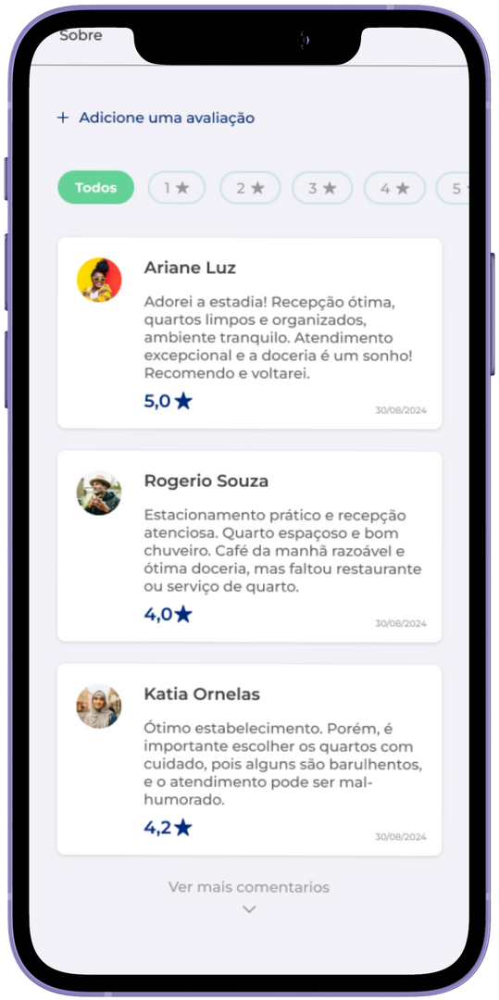 Sobre
+ Adicione uma avaliação
Todos 1 ★ 2 ★ 3 ★ 4 ★ 5
Ariane Luz
Adorei a estadia! Recepção ótima,
quartos limpos e organizados,
ambiente tranquilo. Atendimento
excepcional e a doceria é um sonho!
Recomendo e voltarei.
5,0 ★
30/08/2024
Rogerio Souza
Estacionamento prático e recepção
atenciosa. Quarto espaçoso e bom
chuveiro. Café da manhã razoável e
ótima doceria, mas faltou restaurante
ou serviço de quarto.
4,0 ★
30/08/2024
Katia Ornelas
Ótimo estabelecimento. Porém, é
importante escolher os quartos com
cuidado, pois alguns são barulhentos,
e o atendimento pode ser mal-
humorado.
4,2 ★
30/08/2024
Ver mais comentarios